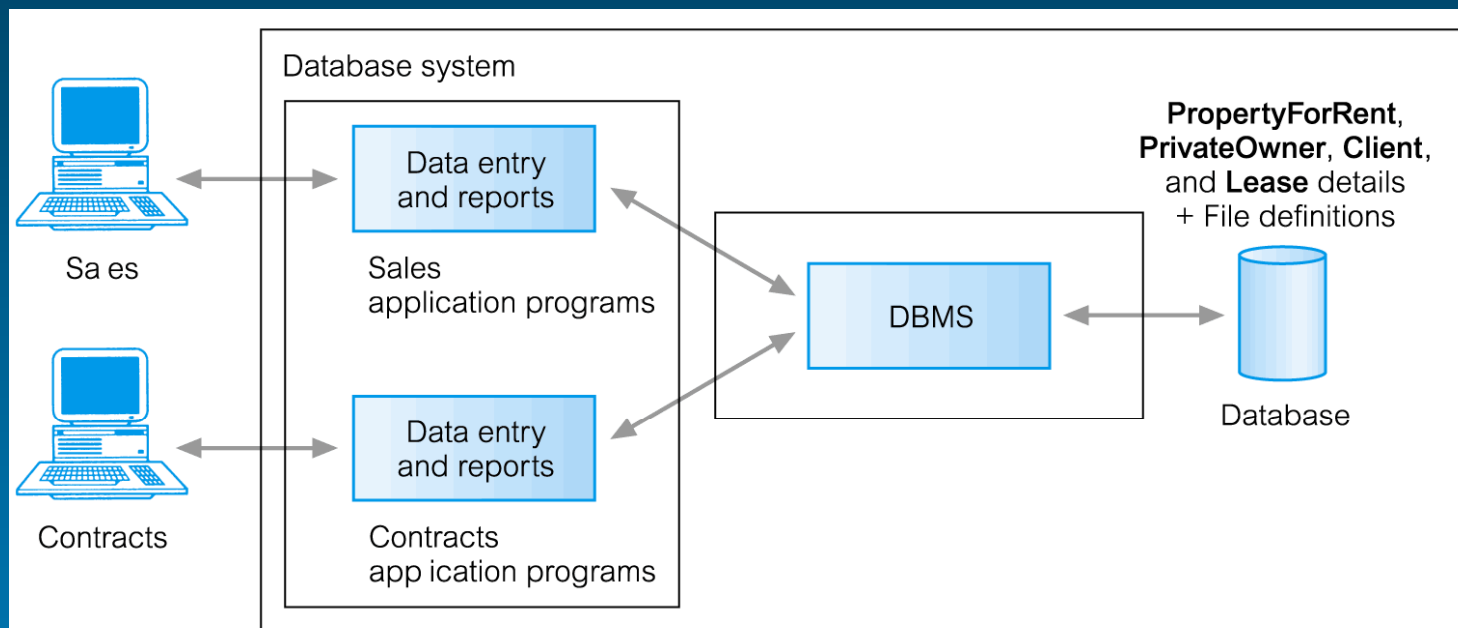 Database system
PropertyForRent,
PrivateOwner, Client,
and Lease details
+ File definitions
Data entry
and reports
Sa es
Sales
application programs
DBMS
Database
Data entry
and reports
Contracts
Contracts
app ication programs